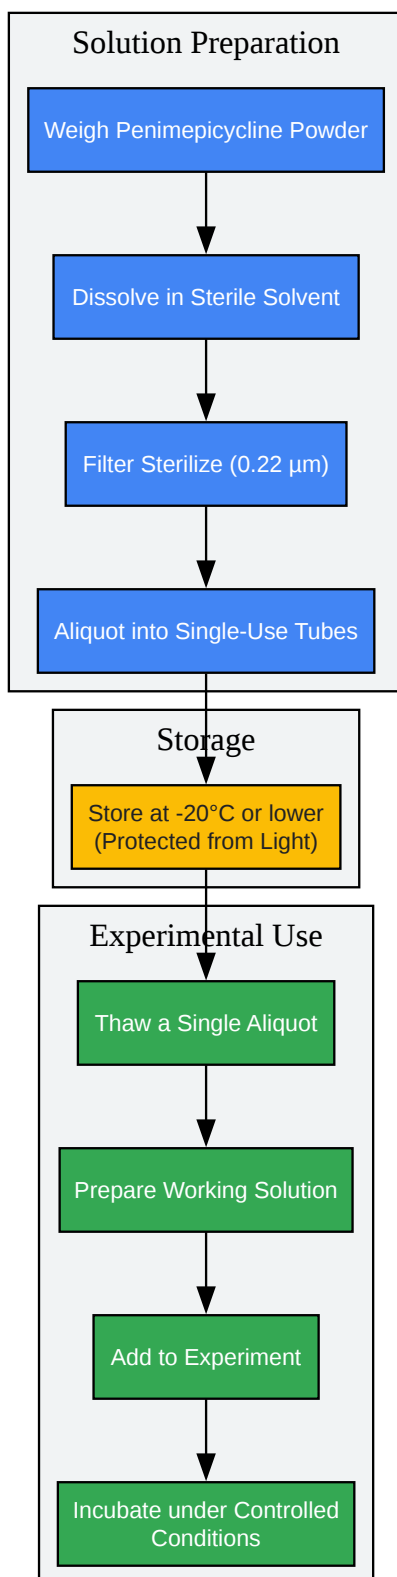 Solution Preparation
Weigh Penimepicycline Powder
Dissolve in Sterile Solvent
Filter Sterilize (0.22 µm)
Aliquot into Single-Use Tubes
Storage
Store at -20°C or lower
(Protected from Light)
Experimental Use
Thaw a Single Aliquot
Prepare Working Solution
Add to Experiment
Incubate under Controlled
Conditions